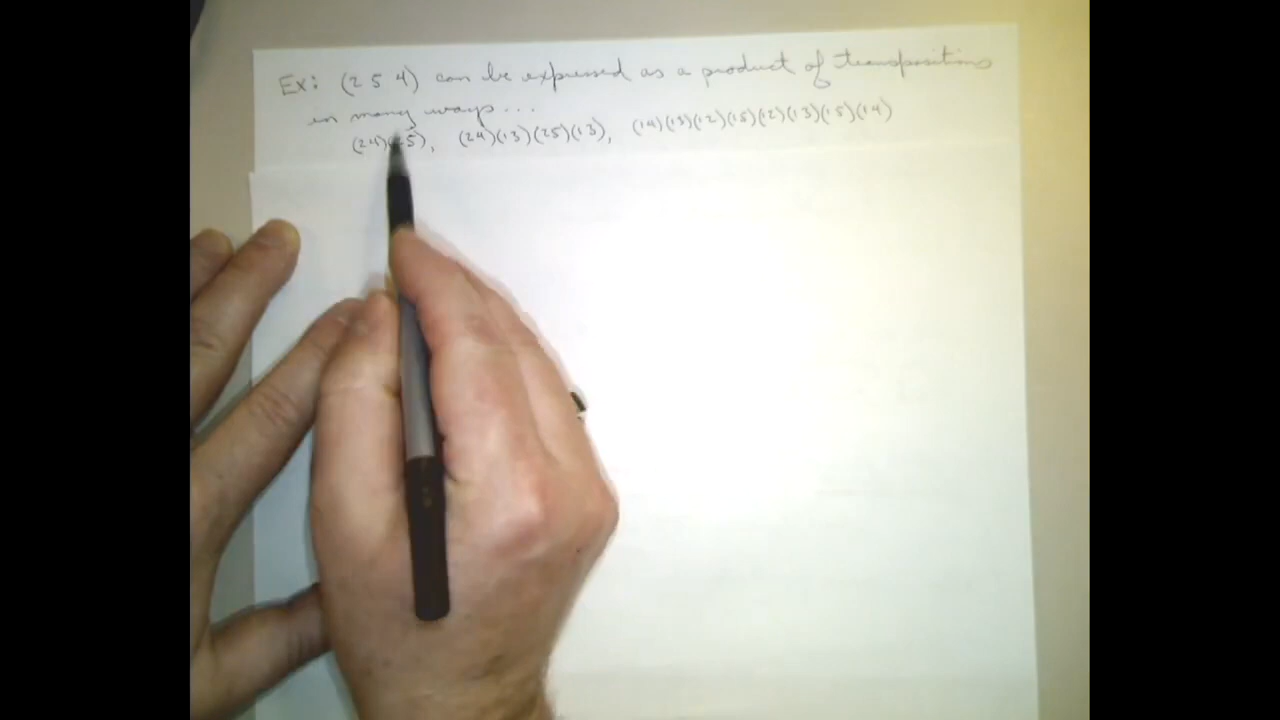 Ex: (2 5 4) can be expressed as a product of transpositions
in many ways...
(24)( 5), (24)(13)(25)(13), (14)(13)(12)(15)(12)(13)(15)(14)